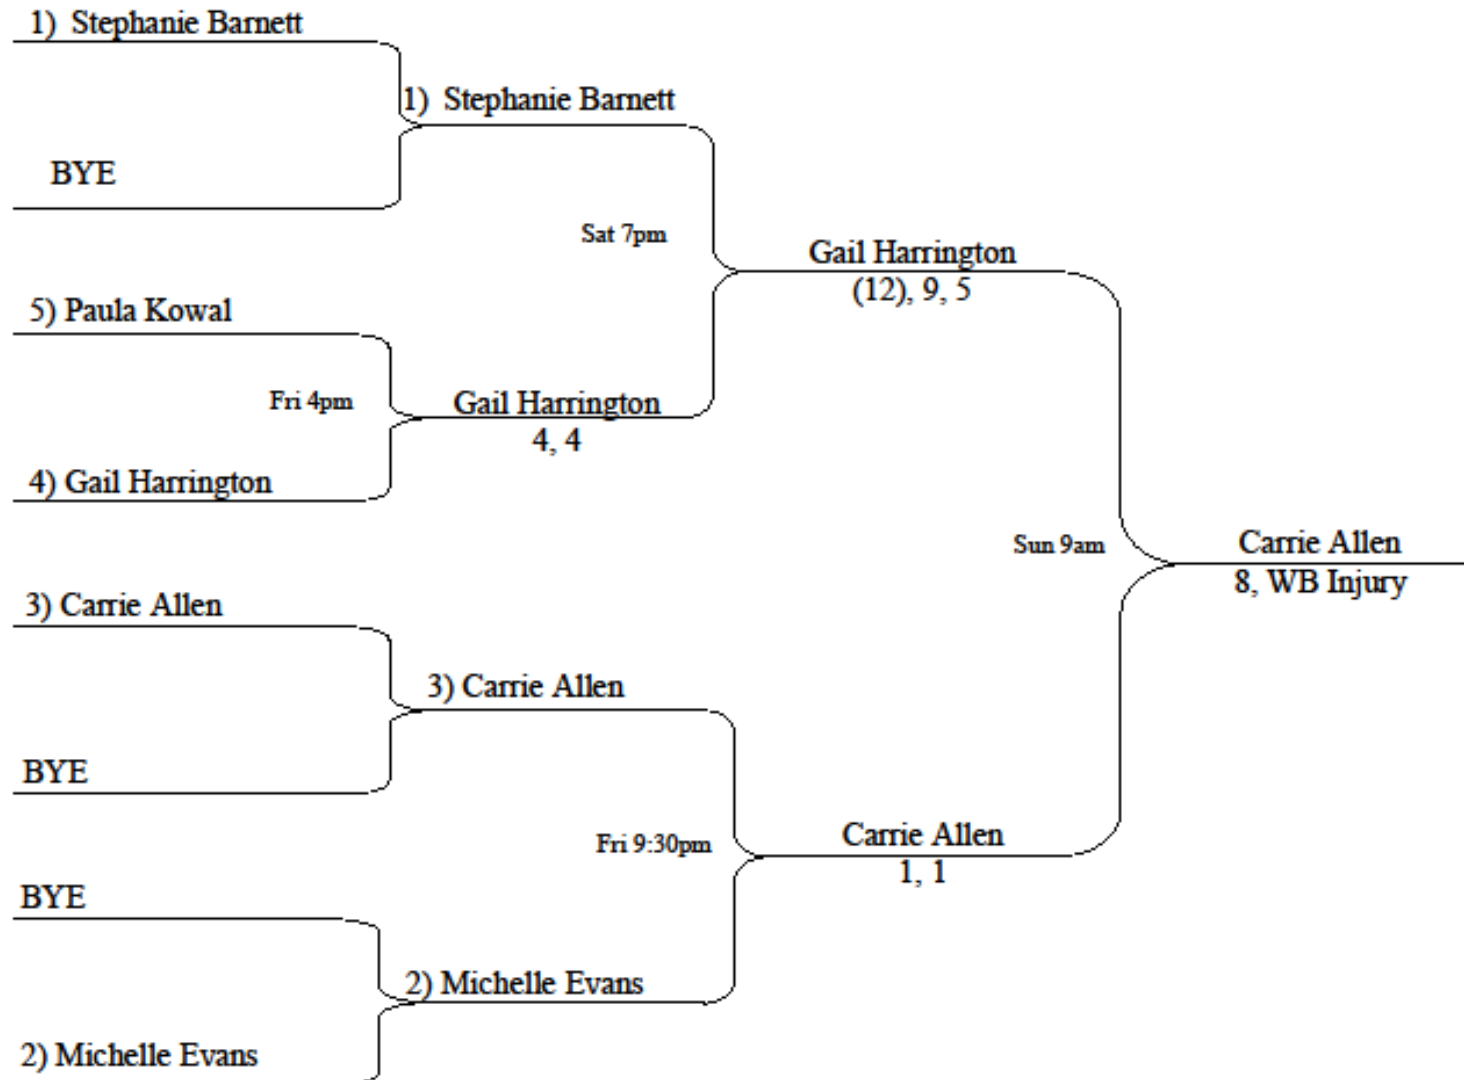 1) Stephanie Barnett
1) Stephanie Barnett
BYE
Sat 7pm
Gail Harrington
(12), 9, 5
5) Paula Kowal
Fri 4pm
Gail Harrington
4, 4
4) Gail Harrington
Sun 9am
Carrie Allen
8, WB Injury
3) Carrie Allen
3) Carrie Allen
BYE
Fri 9:30pm
Carrie Allen
1, 1
BYE
2) Michelle Evans
2) Michelle Evans